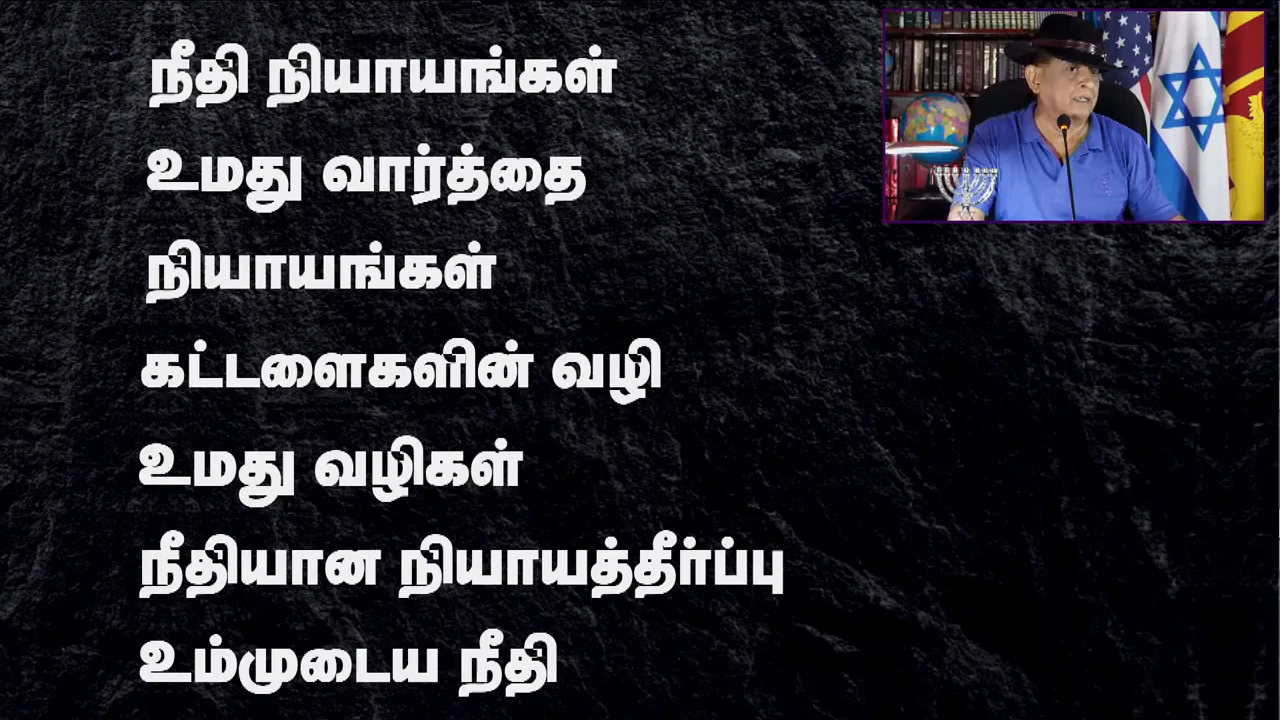 நீதி நியாயங்கள்
உமது வார்த்தை
நியாயங்கள்
கட்டளைகளின் வழி
உமது வழிகள்
நீதியான நியாயத்தீர்ப்பு
உம்முடைய நீதி